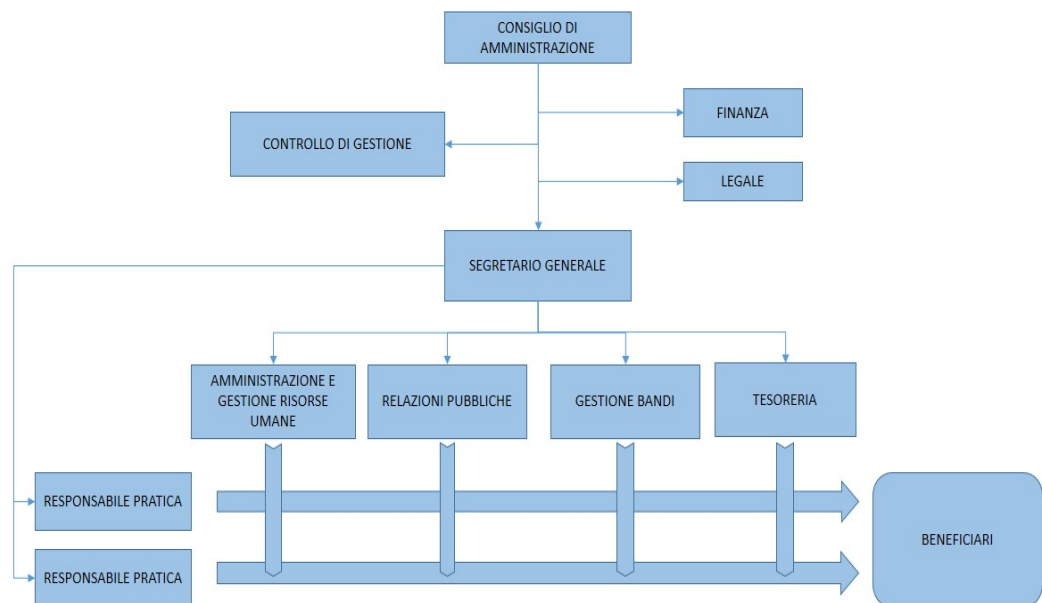 CONSIGLIO DI
AMMINISTRAZIONE
FINANZA
CONTROLLO DI GESTIONE
LEGALE
SEGRETARIO GENERALE
AMMINISTRAZIONE E
GESTIONE RISORSE
UMANE
RELAZIONI PUBBLICHE
GESTIONE BANDI
TESORERIA
RESPONSABILE PRATICA
BENEFICIARI
RESPONSABILE PRATICA